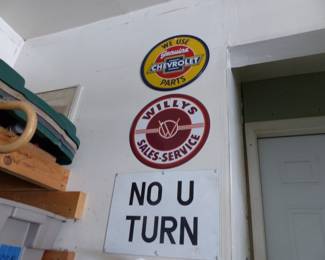 WE USE
Genuine
CHEVROLET
PARTS
WILLYS
W
SALES-SERVICE
NO U
TURN